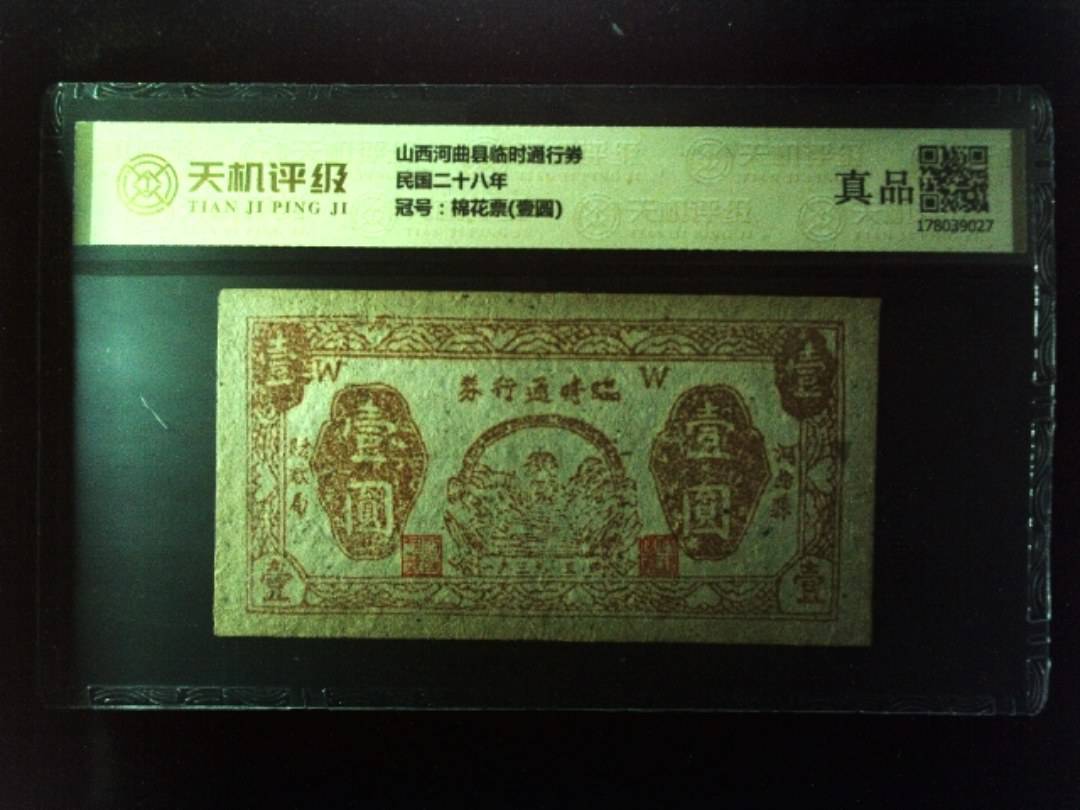 天机评级
TIAN JI PING JI
山西河曲县临时通行券
民国二十八年
冠号：棉花票(壹圆)
真品
178039027
壹
壹
W
W
券行通時臨
壹圓
壹圓
壹
壹